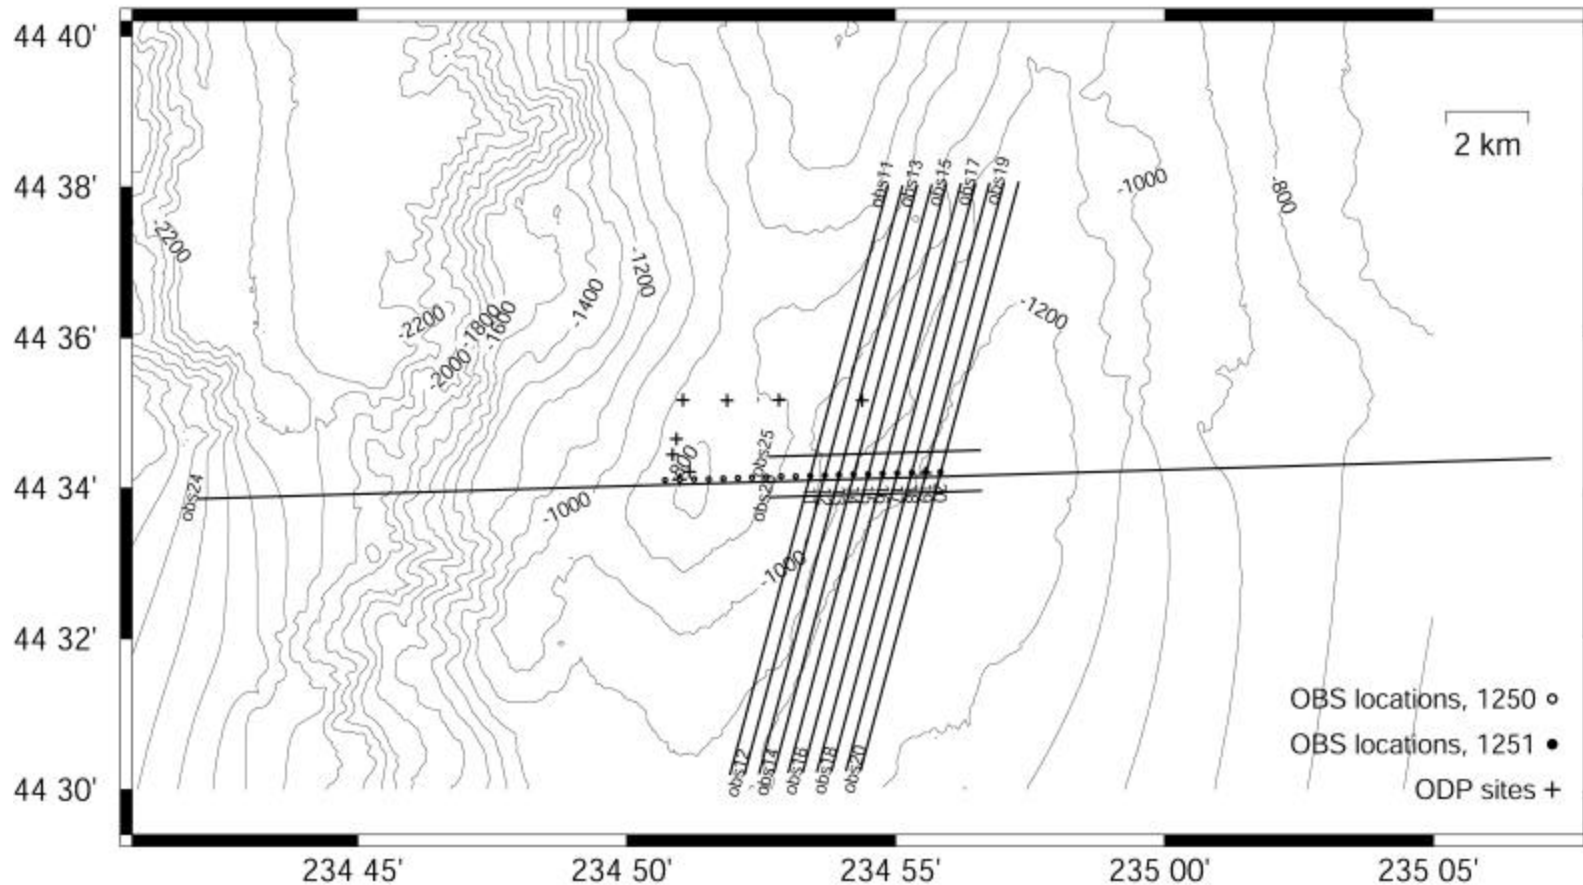 44 40'
2 km
44 38'
obs11
obs13
obs15
obs17
obs19
-1000
-800
-2200
-1200
-1400
44 36'
-2200
-1800
-1600
-2000
-1200
obs25
44 34'
obs24
-1000
-1000
44 32'
OBS locations, 1250
OBS locations, 1251
ODP sites +
44 30'
obs12
obs14
obs16
obs18
obs20
234 45'
234 50'
234 55'
235 00'
235 05'